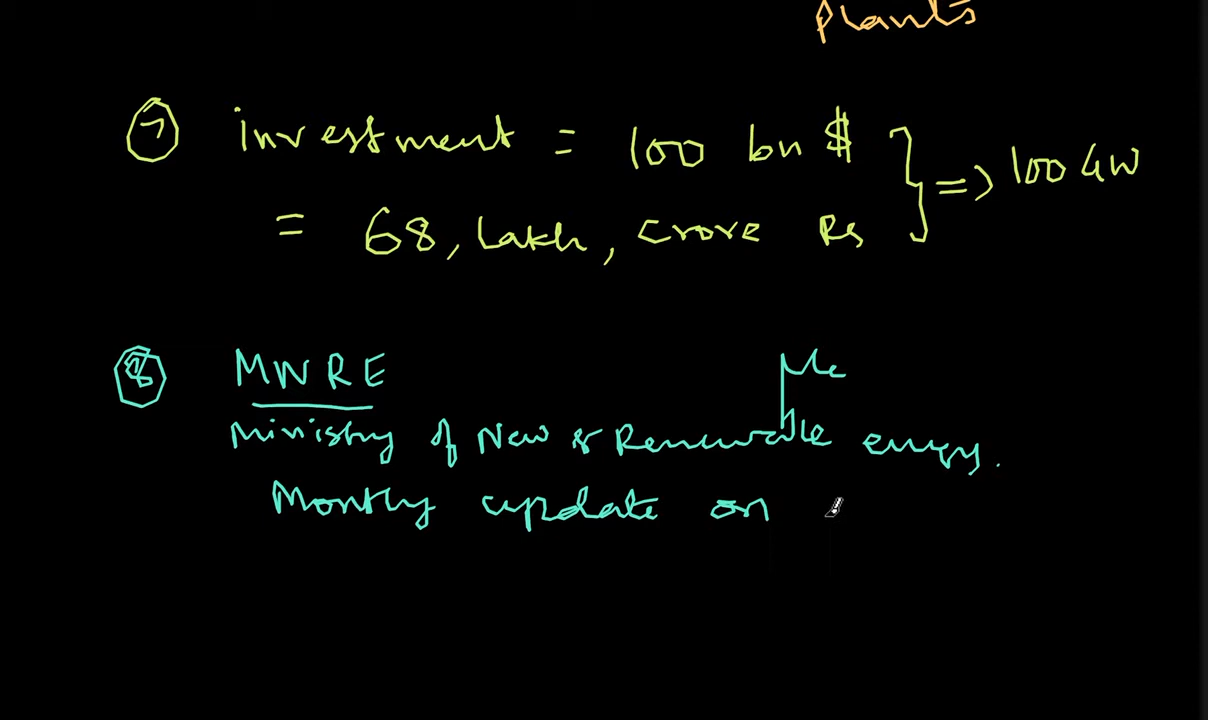 Plants
7 investment = 100 bn $
= 68, Lakh, crore Rs } => 100 GW
8 MNRE
Ministry of New & Renewable energy.
Montly update on